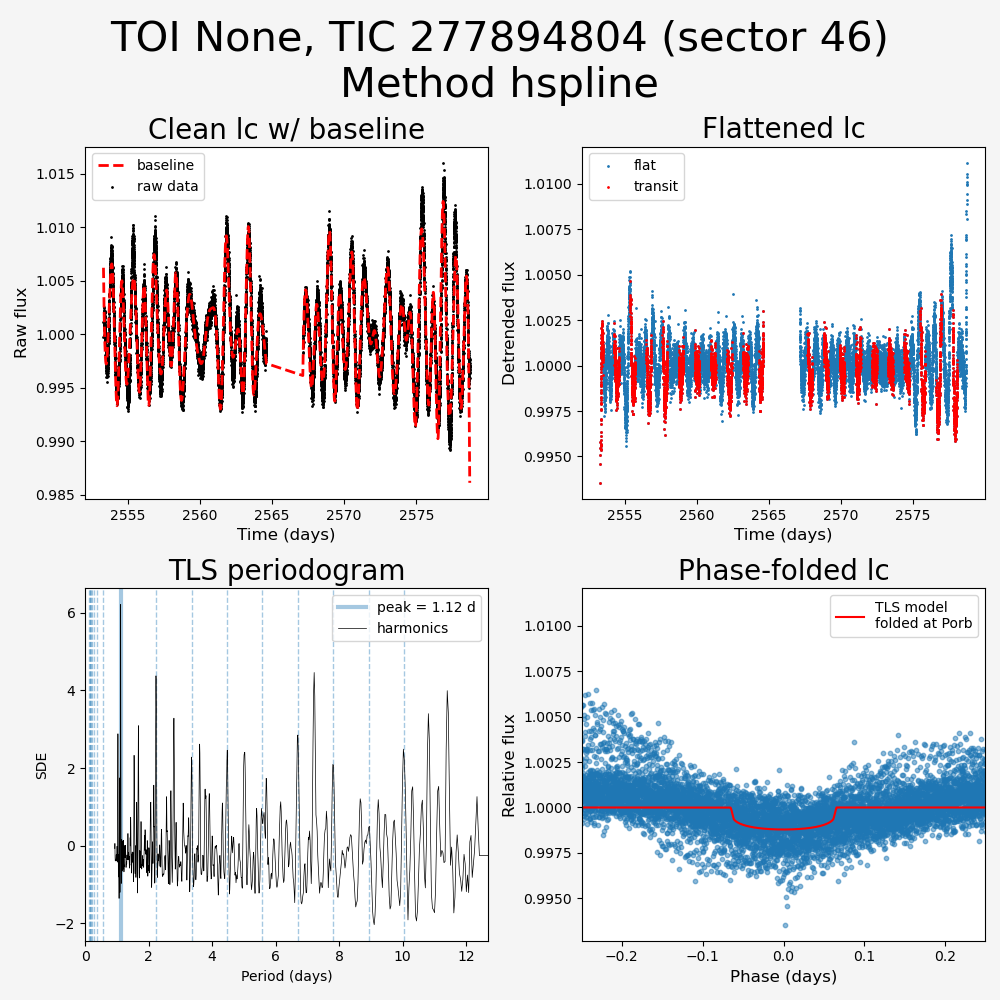 TOI None, TIC 277894804 (sector 46)
Method hspline
Clean lc w/ baseline
Flattened lc
baseline
raw data
flat
transit
1.015
1.010
1.005
1.000
0.995
0.990
0.985
Raw flux
2555
2560
2565
2570
2575
Time (days)
1.0100
1.0075
1.0050
1.0025
1.0000
0.9975
0.9950
Detrended flux
2555
2560
2565
2570
2575
Time (days)
TLS periodogram
Phase-folded lc
peak = 1.12 d
harmonics
6
4
2
0
−2
SDE
0
2
4
6
8
10
12
Period (days)
TLS model
folded at Porb
1.0100
1.0075
1.0050
1.0025
1.0000
0.9975
0.9950
Relative flux
−0.2
−0.1
0.0
0.1
0.2
Phase (days)